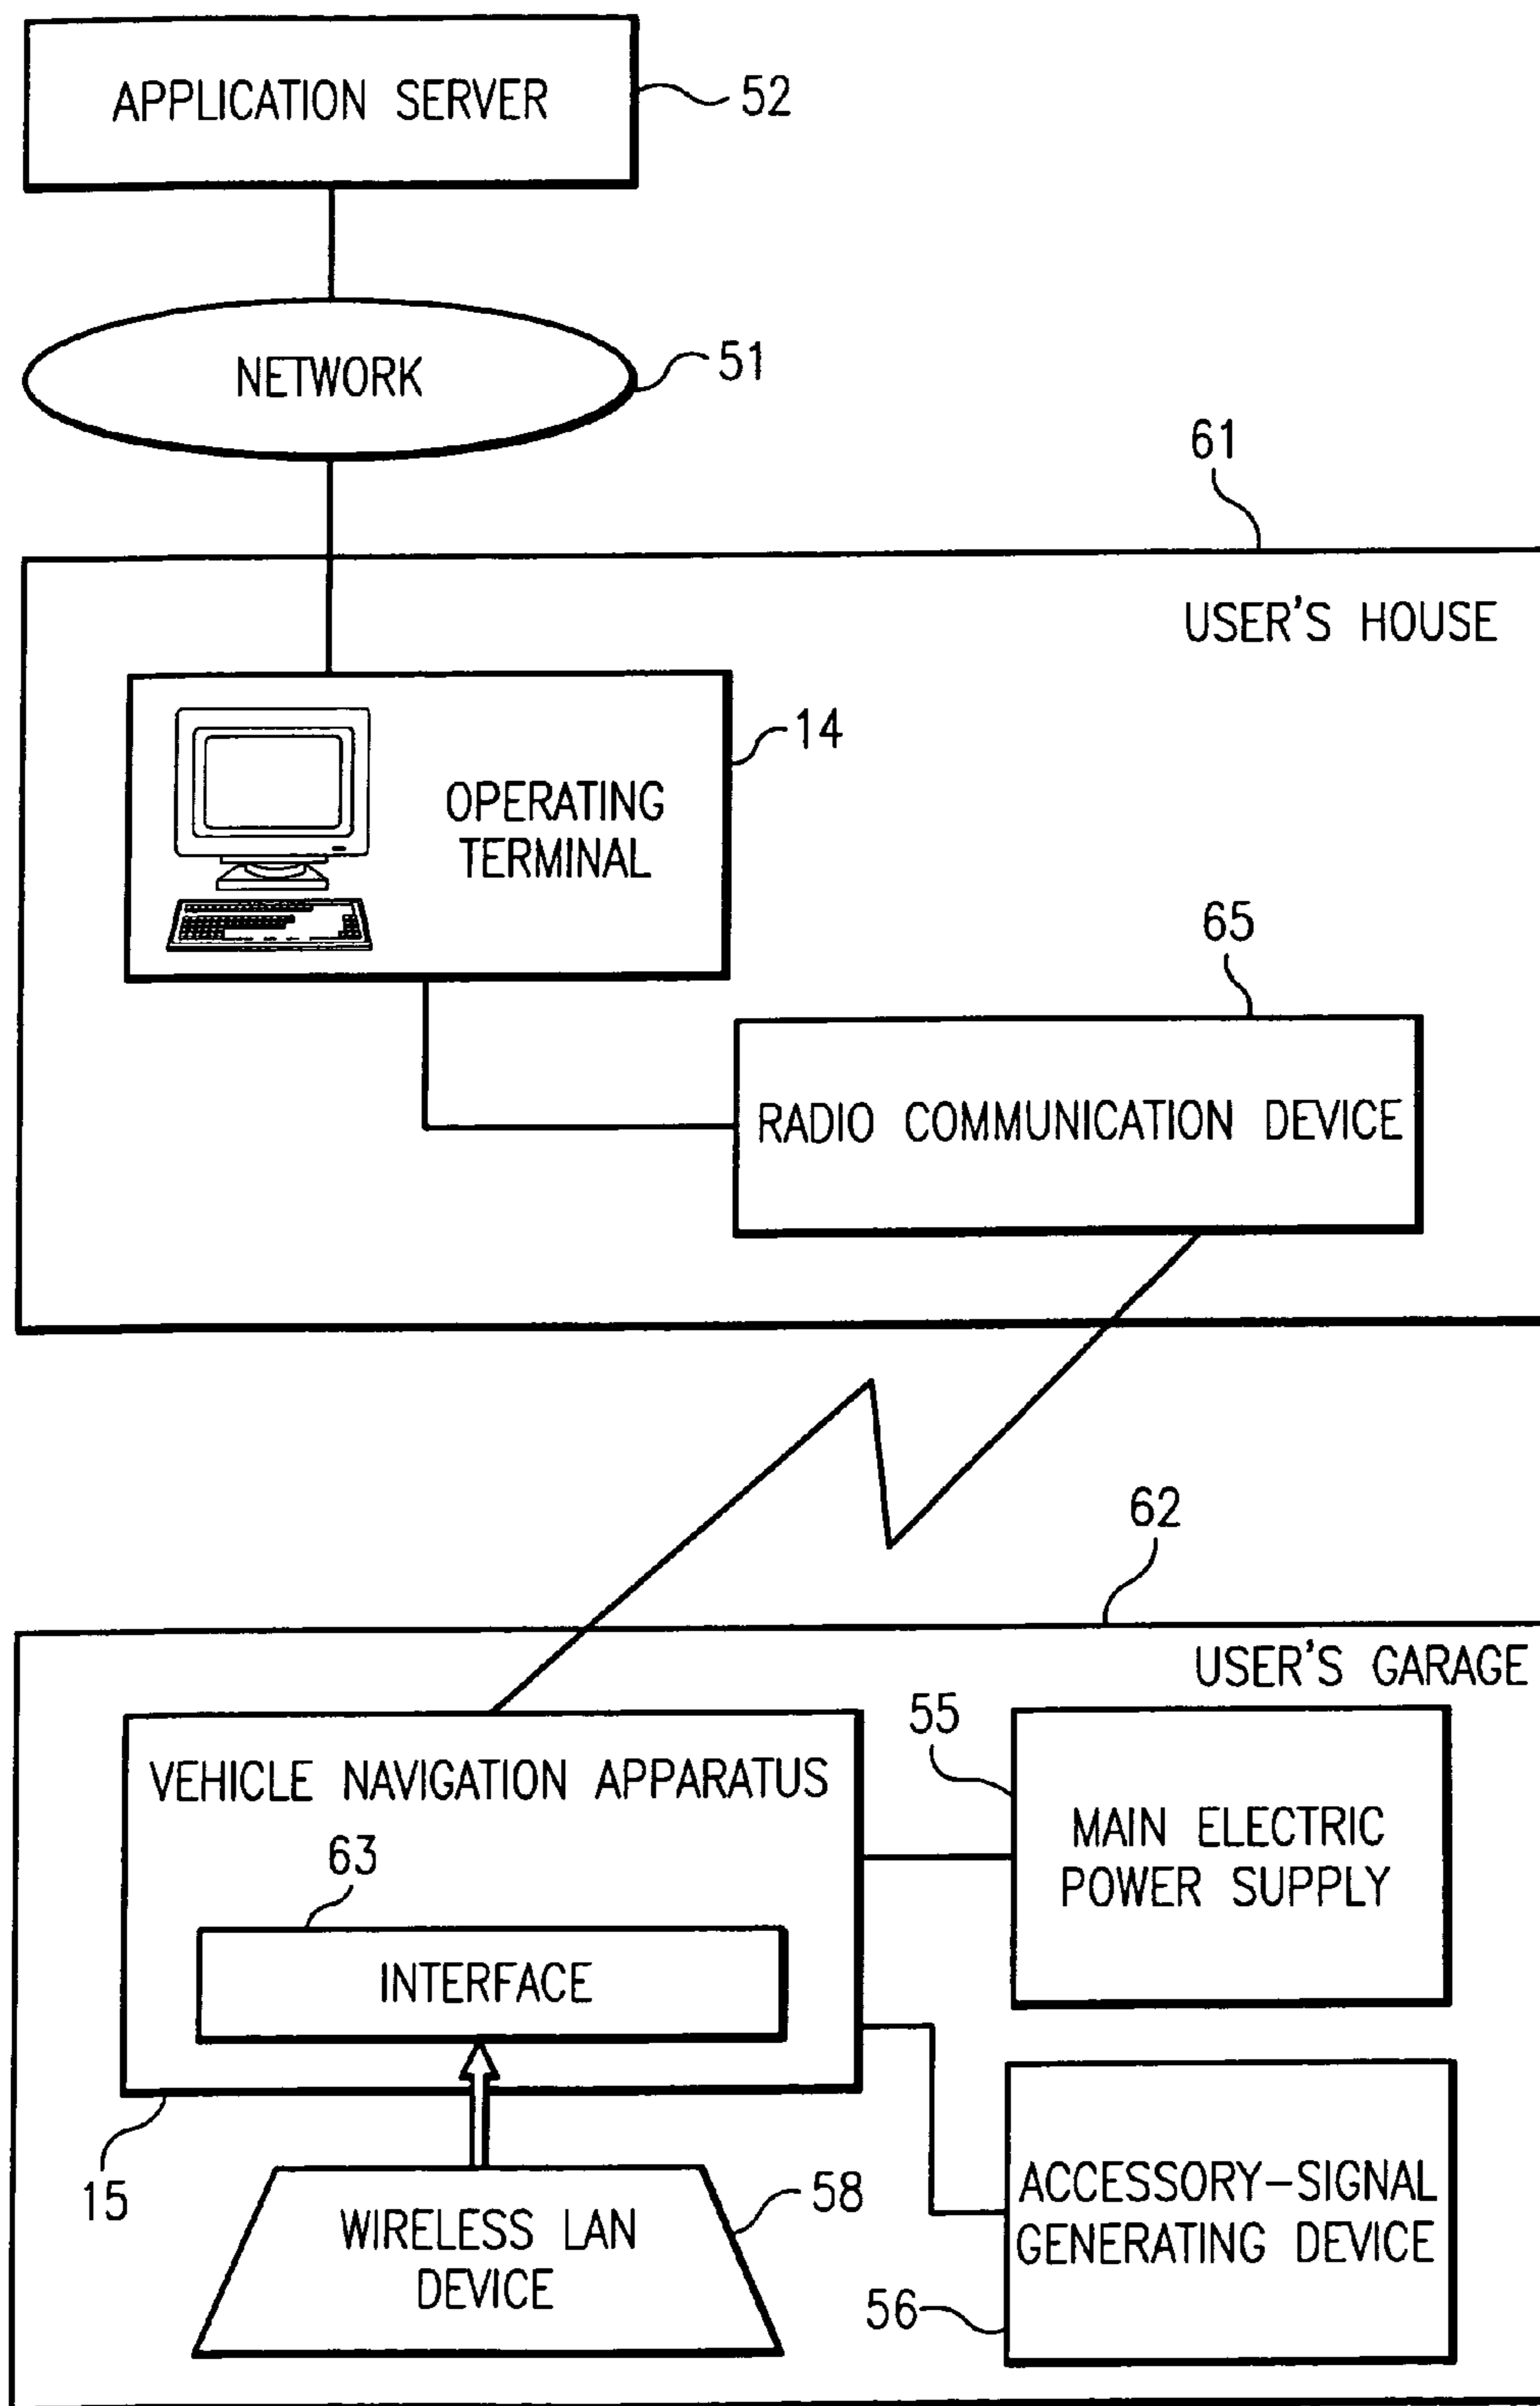 APPLICATION SERVER
52
NETWORK
51
61
USER'S HOUSE
14
OPERATING
TERMINAL
65
RADIO COMMUNICATION DEVICE
62
USER'S GARAGE
55
VEHICLE NAVIGATION APPARATUS
MAIN ELECTRIC
POWER SUPPLY
63
INTERFACE
15
WIRELESS LAN
DEVICE
58
ACCESSORY-SIGNAL
GENERATING DEVICE
56